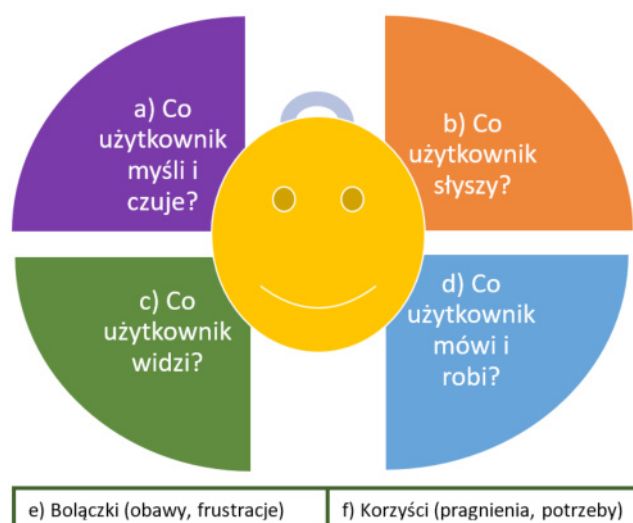 a) Co
użytkownik
myśli i
czuje?
b) Co
użytkownik
słyszy?
c) Co
użytkownik
widzi?
d) Co
użytkownik
mówi i
robi?
e) Bolączki (obawy, frustracje)
f) Korzyści (pragnienia, potrzeby)